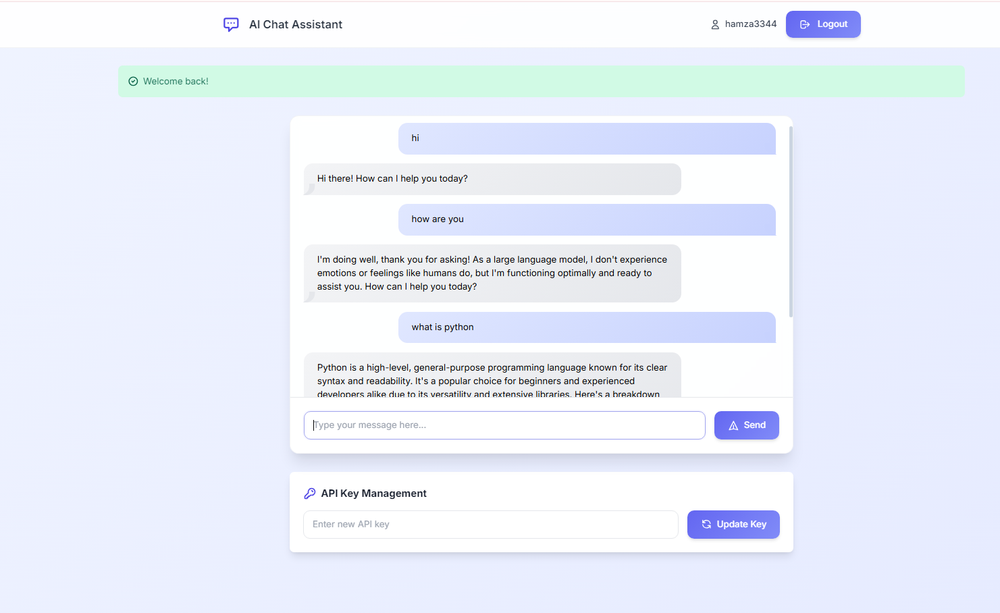 AI Chat Assistant
hamza3344
Logout
Welcome back!
hi
Hi there! How can I help you today?
how are you
I'm doing well, thank you for asking! As a large language model, I don't experience
emotions or feelings like humans do, but I'm functioning optimally and ready to
assist you. How can I help you today?
what is python
Python is a high-level, general-purpose programming language known for its clear
syntax and readability. It's a popular choice for beginners and experienced
developers alike due to its versatility and extensive libraries. Here's a breakdown
Type your message here...
Send
API Key Management
Enter new API key
Update Key